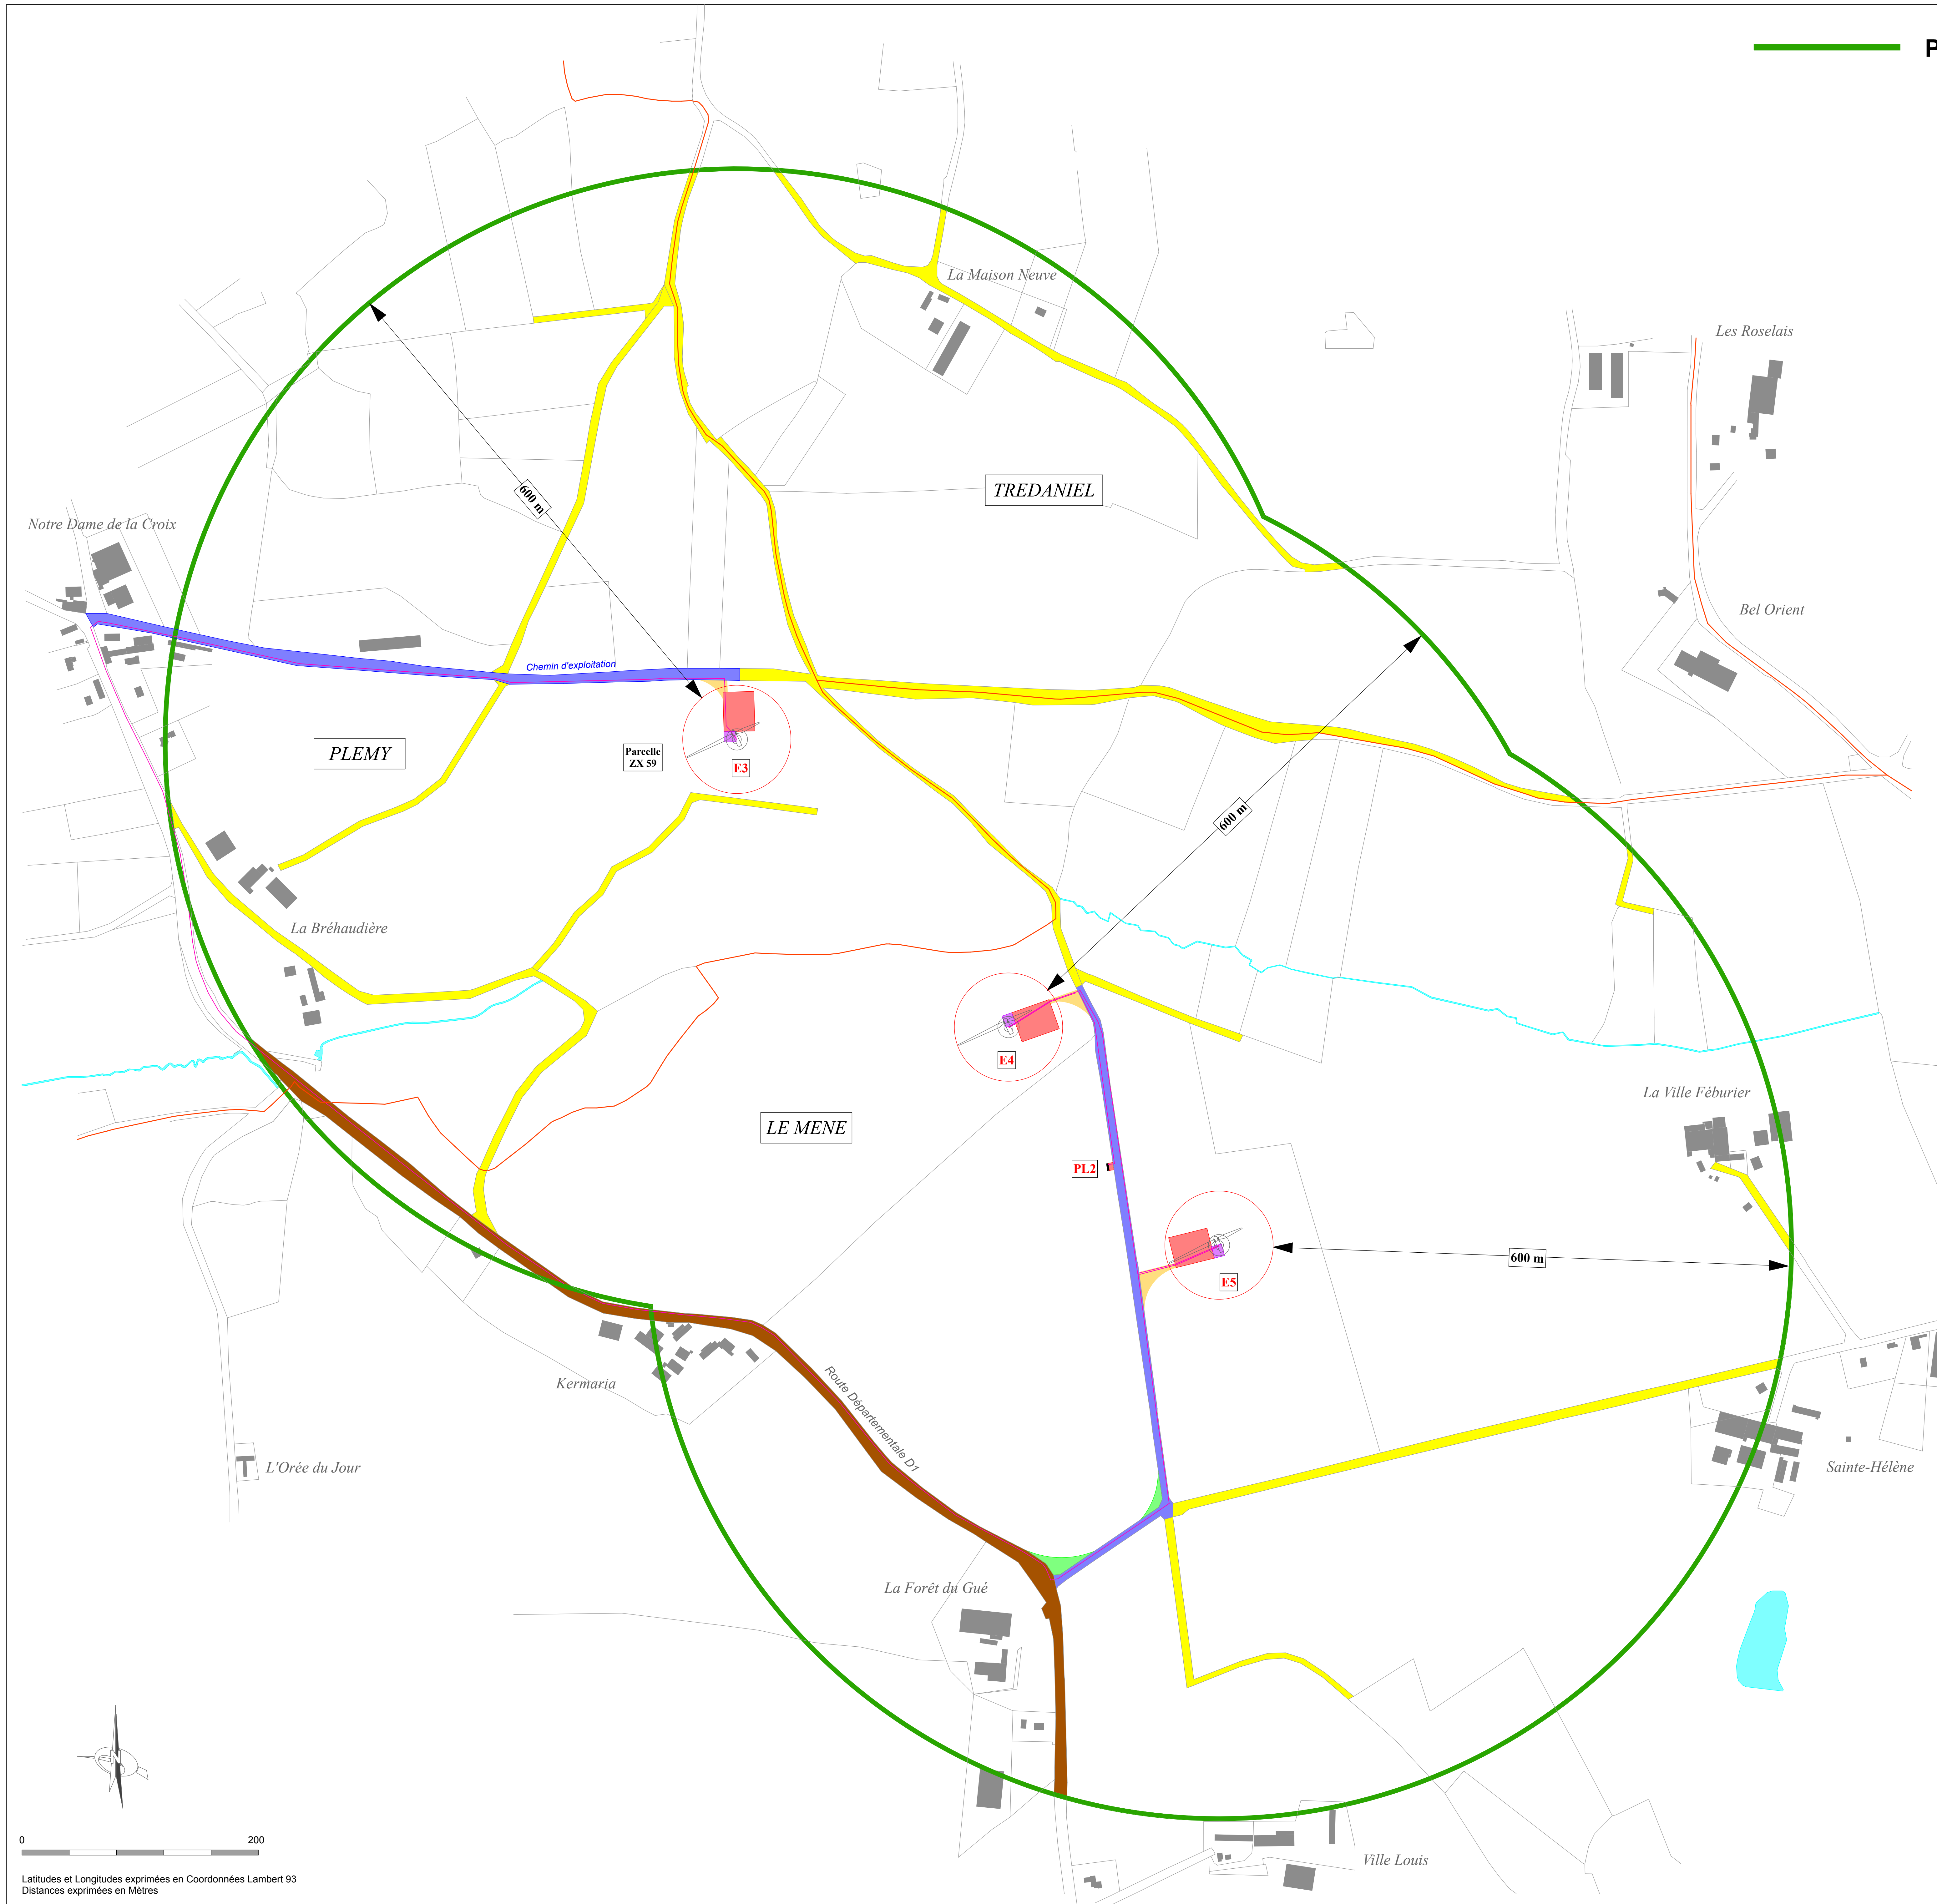 P
La Maison Neuve
Les Roselais
600 m
TREDANIEL
Notre Dame de la Croix
Bel Orient
Chemin d'exploitation
PLEMY
Parcelle
ZX 59
E3
600 m
La Bréhaudière
E4
La Ville Féburier
LE MENE
PL2
600 m
E5
Kermaria
Route Départementale D1
L'Orée du Jour
Sainte-Hélène
La Forêt du Gué
N
Ville Louis
0 200
Latitudes et Longitudes exprimées en Coordonnées Lambert 93
Distances exprimées en Mètres